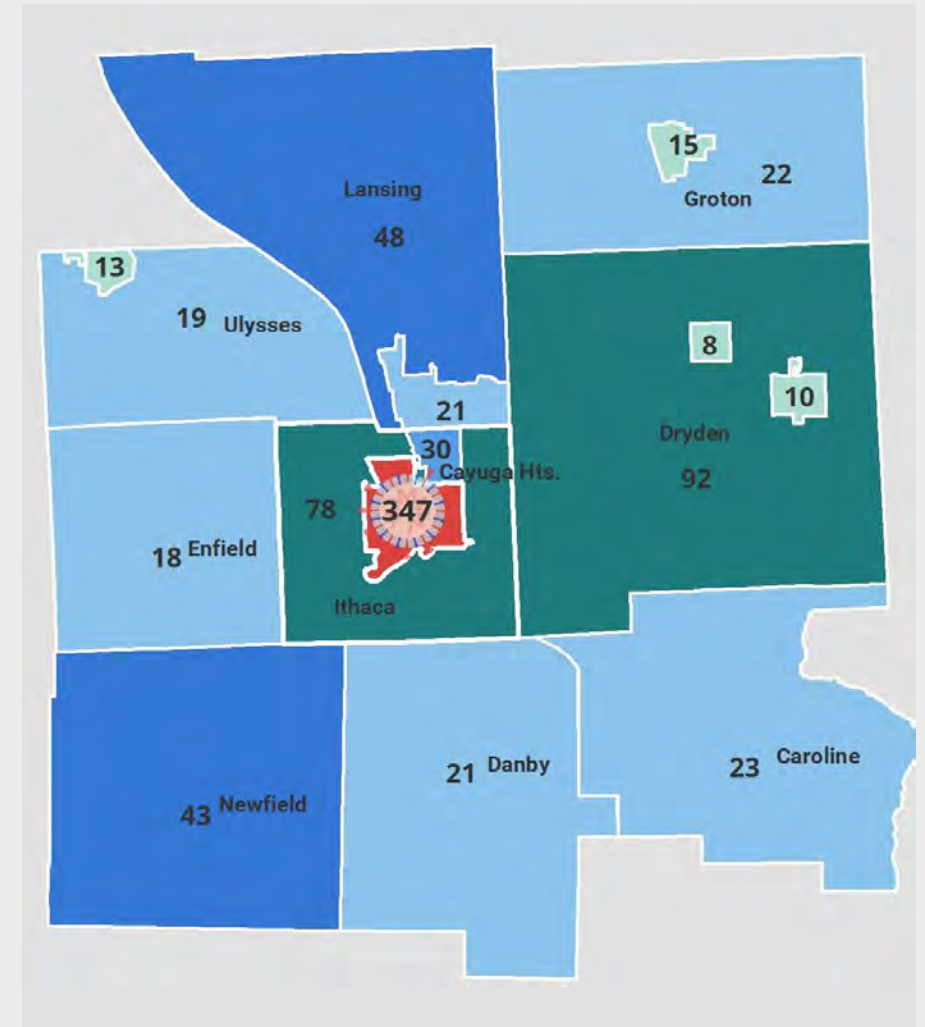 15
22
Groton
Lansing
48
13
19 Ulysses
8
10
21
Dryden
30
Cayuga Hts.
92
78
347
18 Enfield
Ithaca
21 Danby
23 Caroline
43 Newfield